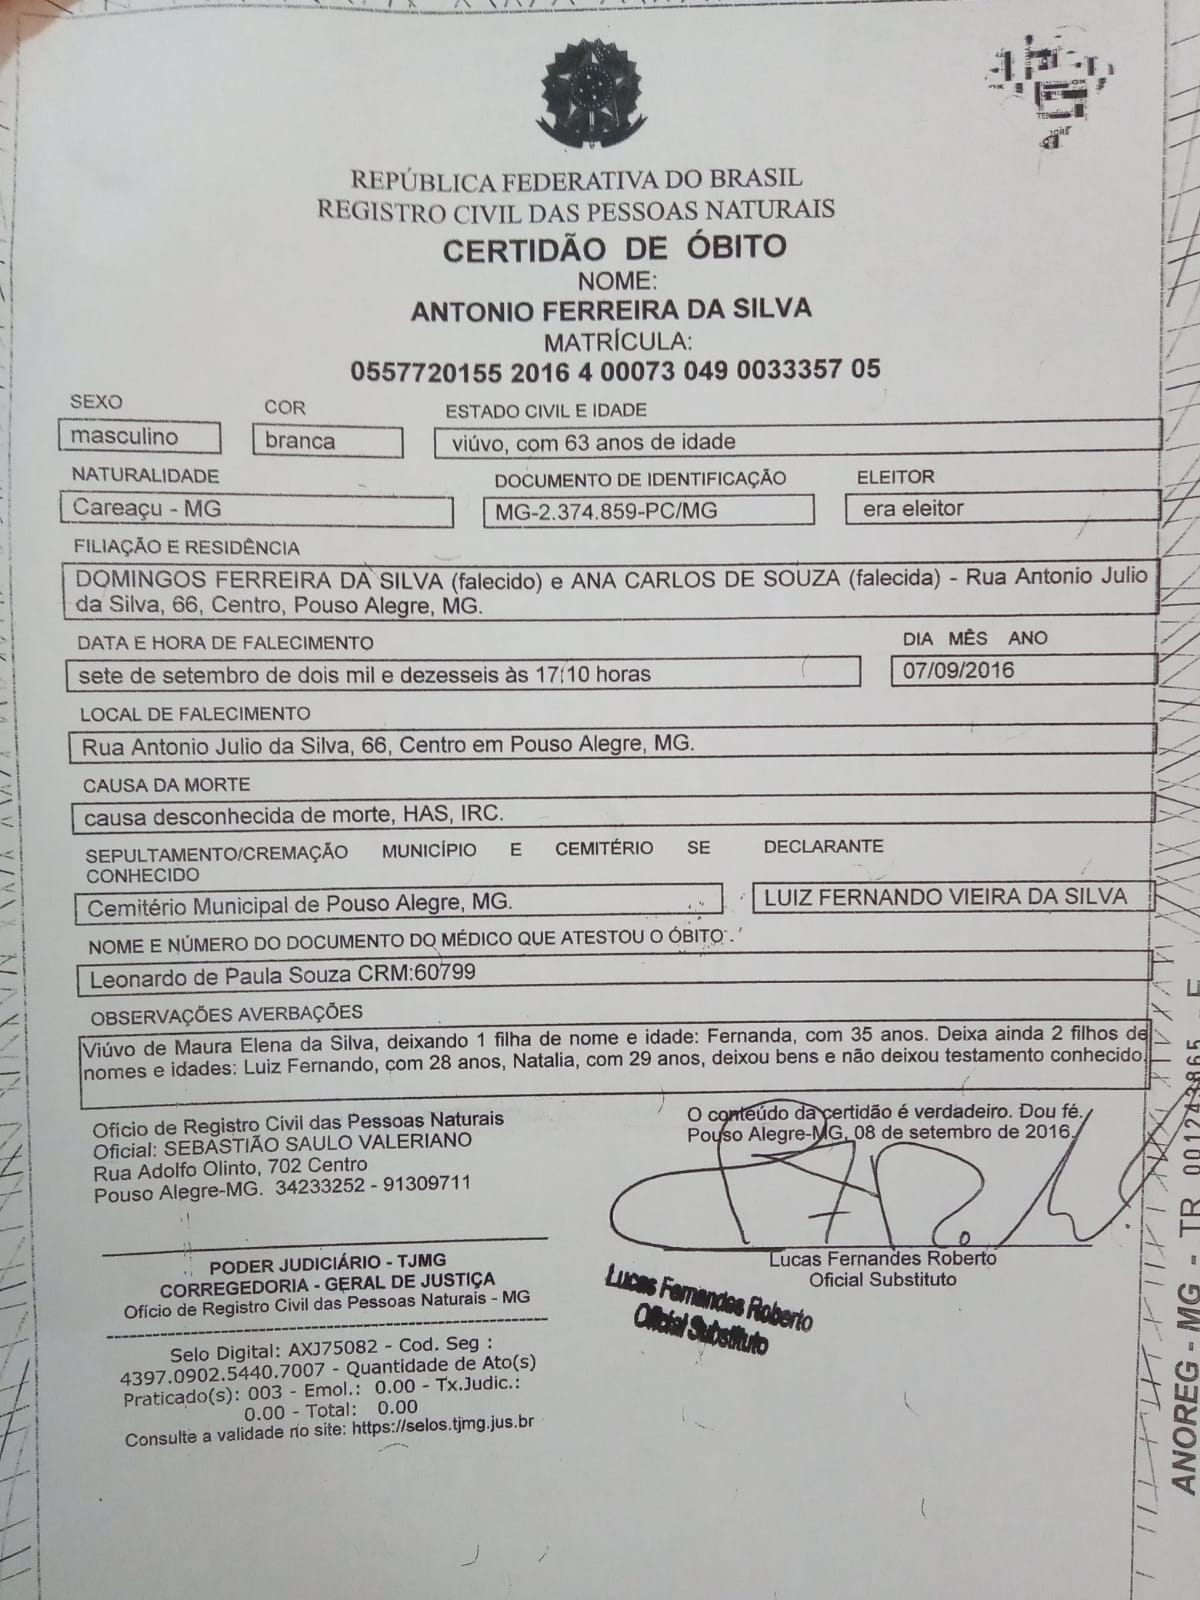 REPÚBLICA FEDERATIVA DO BRASIL
REGISTRO CIVIL DAS PESSOAS NATURAIS
CERTIDÃO DE ÓBITO
NOME:
ANTONIO FERREIRA DA SILVA
MATRÍCULA:
0557720155 2016 4 00073 049 0033357 05
SEXO COR ESTADO CIVIL E IDADE
masculino branca viúvo, com 63 anos de idade
NATURALIDADE DOCUMENTO DE IDENTIFICAÇÃO ELEITOR
Careaçu - MG MG-2.374.859-PC/MG era eleitor
FILIAÇÃO E RESIDÊNCIA
DOMINGOS FERREIRA DA SILVA (falecido) e ANA CARLOS DE SOUZA (falecida) - Rua Antonio Julio
da Silva, 66, Centro, Pouso Alegre, MG.
DATA E HORA DE FALECIMENTO DIA MÊS ANO
sete de setembro de dois mil e dezesseis às 17:10 horas 07/09/2016
LOCAL DE FALECIMENTO
Rua Antonio Julio da Silva, 66, Centro em Pouso Alegre, MG.
CAUSA DA MORTE
causa desconhecida de morte, HAS, IRC.
SEPULTAMENTO/CREMAÇÃO MUNICÍPIO E CEMITÉRIO SE DECLARANTE
CONHECIDO
Cemitério Municipal de Pouso Alegre, MG. LUIZ FERNANDO VIEIRA DA SILVA
NOME E NÚMERO DO DOCUMENTO DO MÉDICO QUE ATESTOU O ÓBITO
Leonardo de Paula Souza CRM:60799
OBSERVAÇÕES AVERBAÇÕES
Viúvo de Maura Elena da Silva, deixando 1 filha de nome e idade: Fernanda, com 35 anos. Deixa ainda 2 filhos de
nomes e idades: Luiz Fernando, com 28 anos, Natalia, com 29 anos, deixou bens e não deixou testamento conhecido.
Oficio de Registro Civil das Pessoas Naturais
Oficial: SEBASTIÃO SAULO VALERIANO
Rua Adolfo Olinto, 702 Centro
Pouso Alegre-MG. 34233252 - 91309711
O conteúdo da certidão é verdadeiro. Dou fé.
Pouso Alegre-MG, 08 de setembro de 2016.
Lucas Fernandes Roberto
Oficial Substituto
Lucas Fernandes Roberto
Oficial Substituto
PODER JUDICIÁRIO - TJMG
CORREGEDORIA - GERAL DE JUSTIÇA
Ofício de Registro Civil das Pessoas Naturais - MG
Selo Digital: AXJ75082 - Cod. Seg :
4397.0902.5440.7007 - Quantidade de Ato(s)
Praticado(s): 003 - Emol.: 0.00 - Tx.Judic.:
0.00 - Total: 0.00
Consulte a validade no site: https://selos.tjmg.jus.br
ANOREG - MG - TR